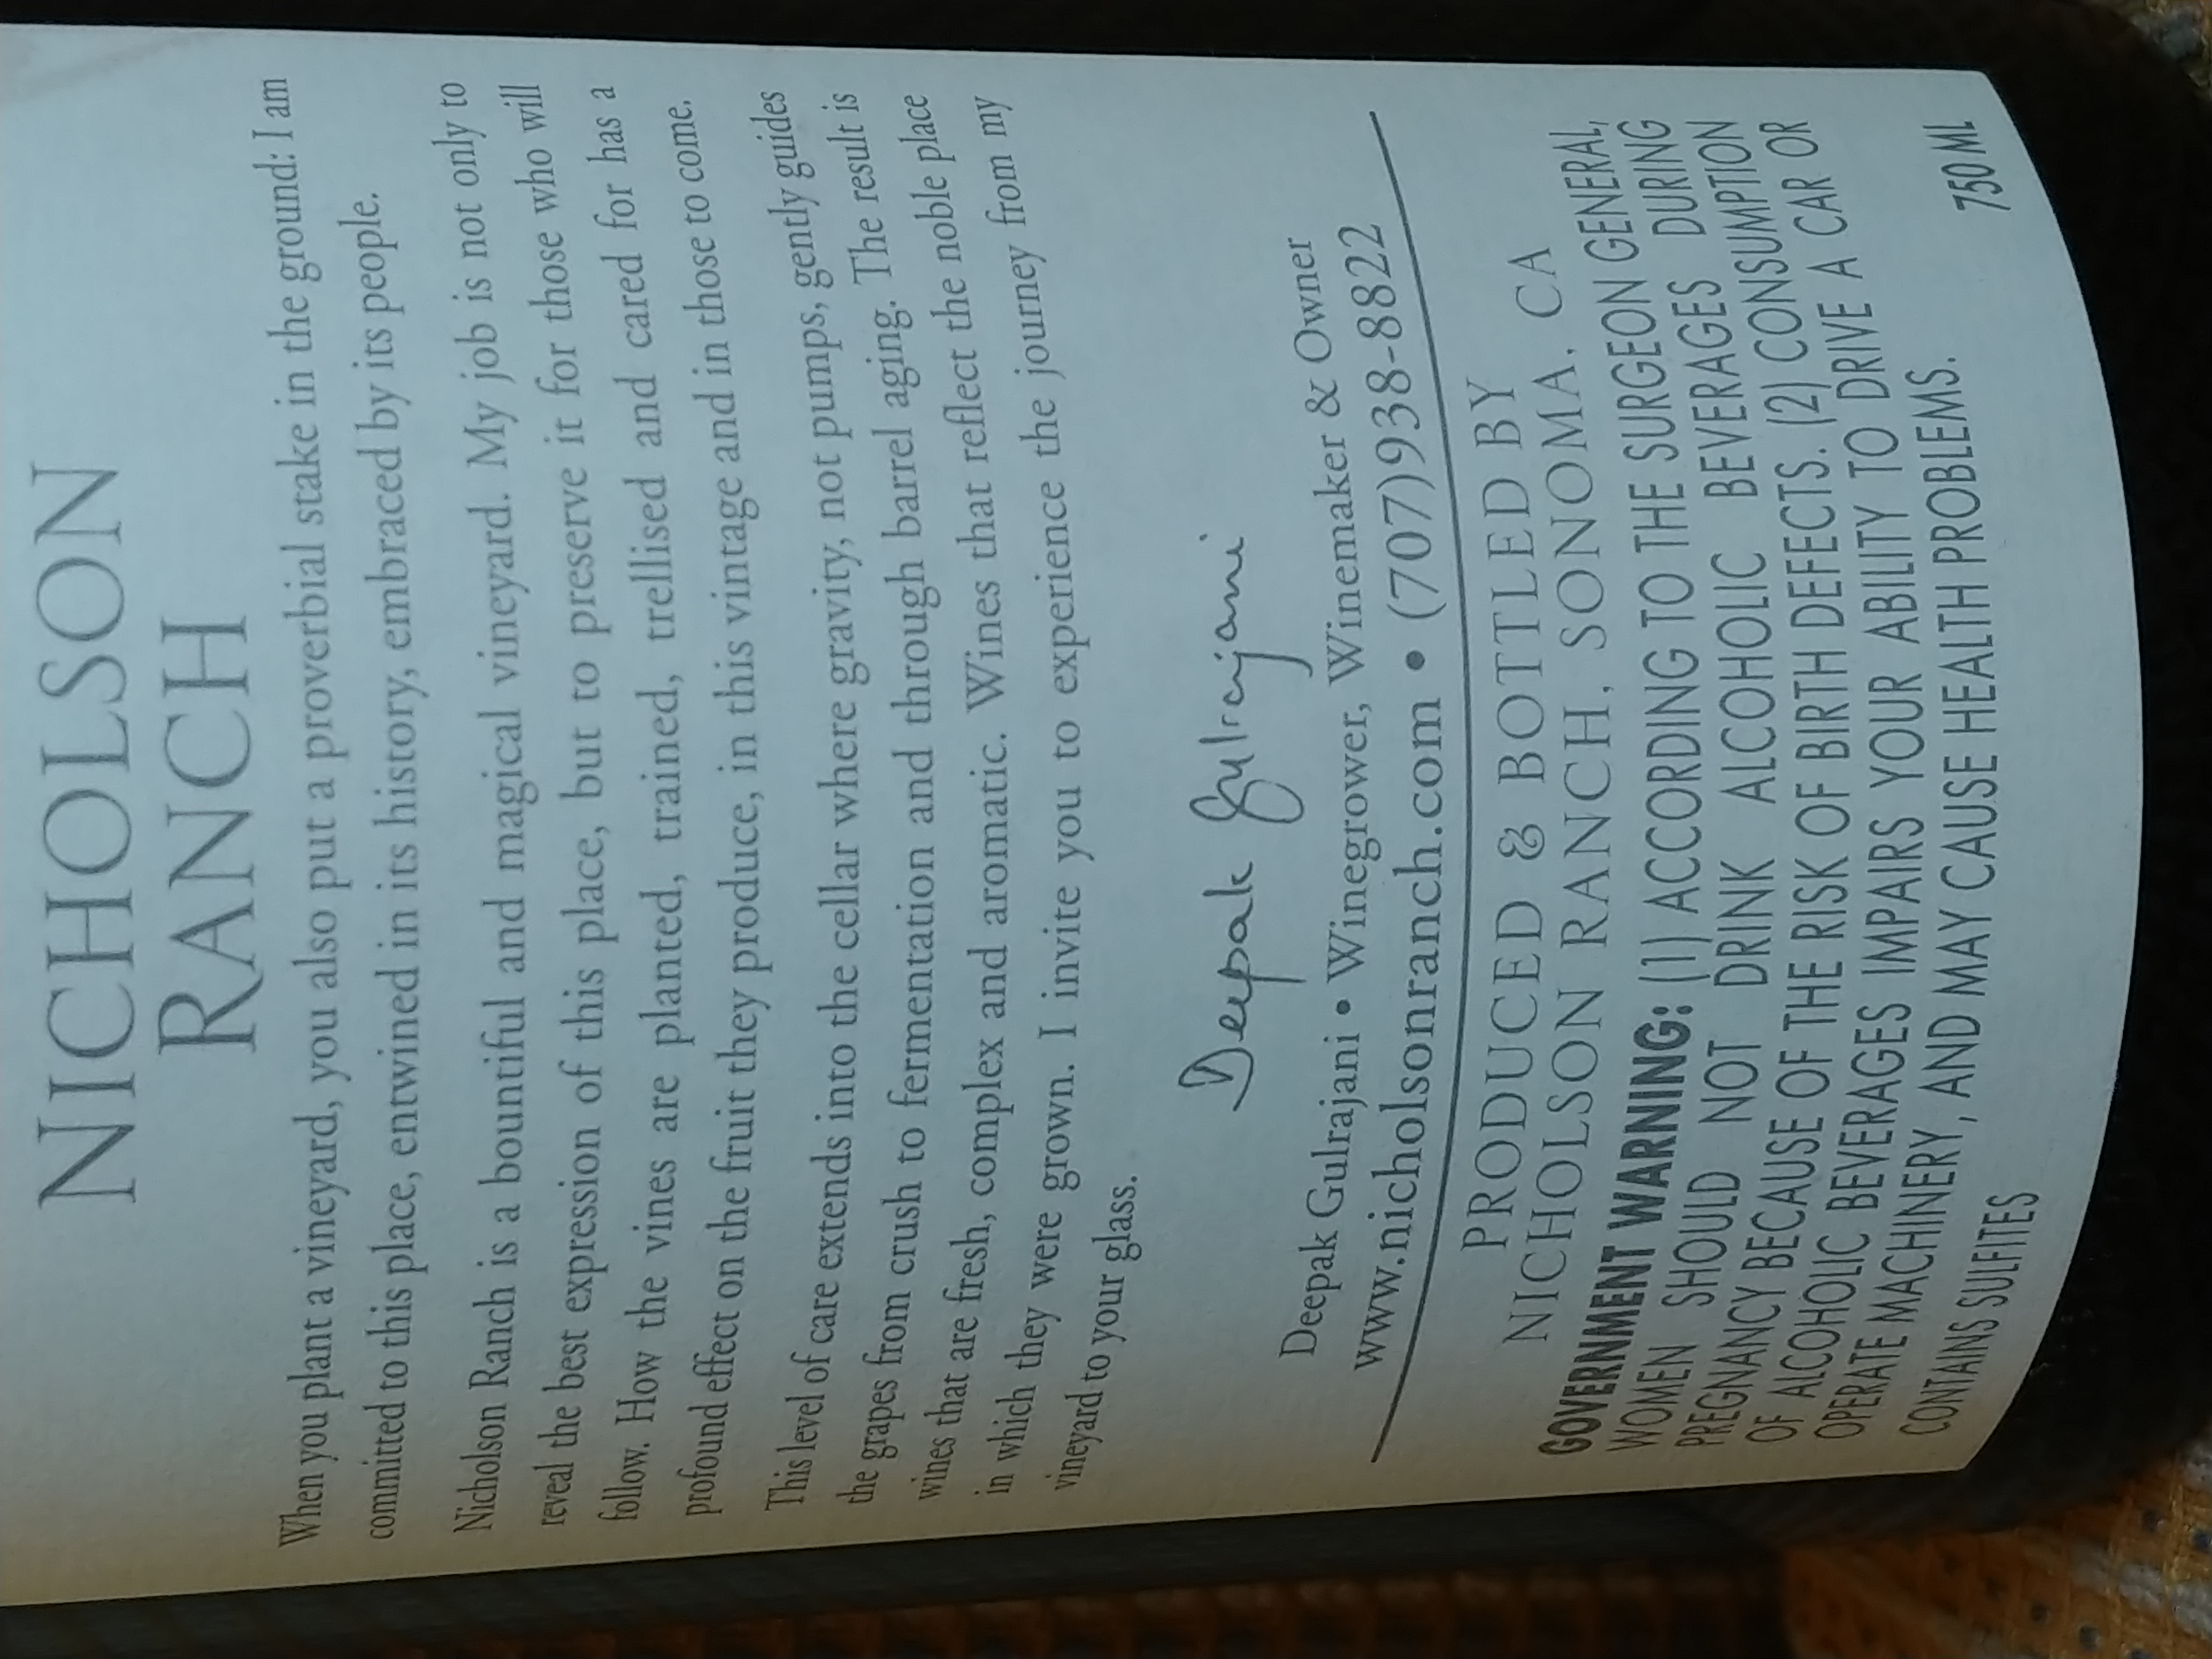 NICHOLSON
RANCH
When you plant a vineyard, you also put a proverbial stake in the ground: I am
committed to this place, entwined in its history, embraced by its people.
Nicholson Ranch is a bountiful and magical vineyard. My job is not only to
reveal the best expression of this place, but to preserve it for those who will
follow. How the vines are planted, trained, trellised and cared for has a
profound effect on the fruit they produce, in this vintage and in those to come.
This level of care extends into the cellar where gravity, not pumps, gently guides
the grapes from crush to fermentation and through barrel aging. The result is
wines that are fresh, complex and aromatic. Wines that reflect the noble place
in which they were grown. I invite you to experience the journey from my
vineyard to your glass.
Deepak Gulrajani
Deepak Gulrajani • Winegrower, Winemaker & Owner
www.nicholsonranch.com • (707)938-8822
PRODUCED & BOTTLED BY
NICHOLSON RANCH, SONOMA, CA
GOVERNMENT WARNING: (1) ACCORDING TO THE SURGEON GENERAL,
WOMEN SHOULD NOT DRINK ALCOHOLIC BEVERAGES DURING
PREGNANCY BECAUSE OF THE RISK OF BIRTH DEFECTS. (2) CONSUMPTION
OF ALCOHOLIC BEVERAGES IMPAIRS YOUR ABILITY TO DRIVE A CAR OR
OPERATE MACHINERY, AND MAY CAUSE HEALTH PROBLEMS.
CONTAINS SULFITES 750 ML